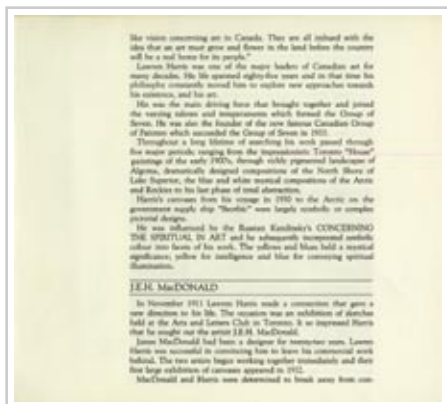 like vision concerning art in Canada. They are all imbued with the
idea that an art must grow and flower in the land before the country
will be a real home for its people."
Lawren Harris was one of the major leaders of Canadian art for
many decades. His life spanned eighty-five years and in that time his
philosophy constantly moved him to explore new approaches towards
his existence, and his art.
His was the main driving force that brought together and joined
the varying talents and temperaments which formed the Group of
Seven. He was also the founder of the now famous Canadian Group
of Painters which succeeded the Group of Seven in 1933.
Throughout a long lifetime of searching his work passed through
five major periods; ranging from the impressionistic Toronto "House"
paintings of the early 1900's, through richly pigmented landscapes of
Algoma, dramatically designed compositions of the North Shore of
Lake Superior, the blue and white mystical compositions of the Arctic
and Rockies to his last phase of total abstraction.
Harris's canvases from his voyage in 1930 to the Arctic on the
government supply ship "Beothic" were largely symbolic or complex
pictorial designs.
He was influenced by the Russian Kandinsky's CONCERNING
THE SPIRITUAL IN ART and he subsequently incorporated symbolic
colour into facets of his work. The yellows and blues held a mystical
significance; yellow for intelligence and blue for conveying spiritual
illumination.
J.E.H. MacDONALD
In November 1911 Lawren Harris made a connection that gave a
new direction to his life. The occasion was an exhibition of sketches
held at the Arts and Letters Club in Toronto. It so impressed Harris
that he sought out the artist J.E.H. MacDonald.
James MacDonald had been a designer for twenty-two years. Lawren
Harris was successful in convincing him to leave his commercial work
behind. The two artists began working together immediately and their
first large exhibition of canvases appeared in 1912.
MacDonald and Harris were determined to break away from con-